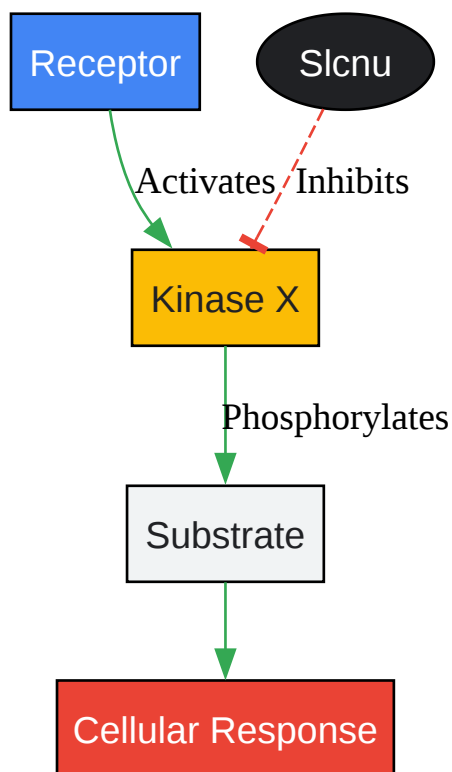 Receptor
Slcnu
Activates
Inhibits
Kinase X
Phosphorylates
Substrate
Cellular Response